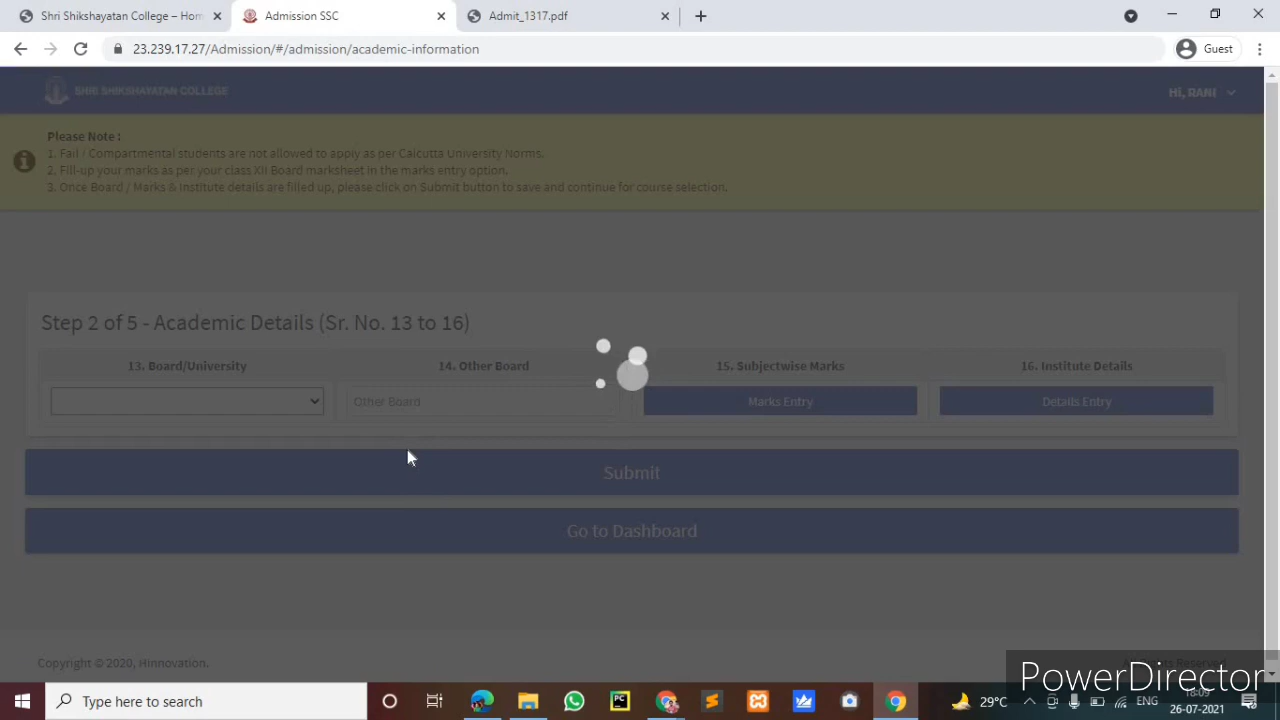 Shri Shikshayatan College – Hom
Admission SSC
Admit_1317.pdf
23.239.17.27/Admission/#/admission/academic-information
Guest
SHRI SHIKSHAYATAN COLLEGE
Hi, RANI
Please Note :
1. Fail / Compartmental students are not allowed to apply as per Calcutta University Norms.
2. Fill-up your marks as per your class XII Board marksheet in the marks entry option.
3. Once Board / Marks & Institute details are filled up, please click on Submit button to save and continue for course selection.
Step 2 of 5 - Academic Details (Sr. No. 13 to 16)
13. Board/University
14. Other Board
15. Subjectwise Marks
16. Institute Details
Other Board
Marks Entry
Details Entry
Submit
Go to Dashboard
Copyright © 2020, Hinnovation.
PowerDirector
Type here to search
PC
29°C
ENG
18:09
26-07-2021